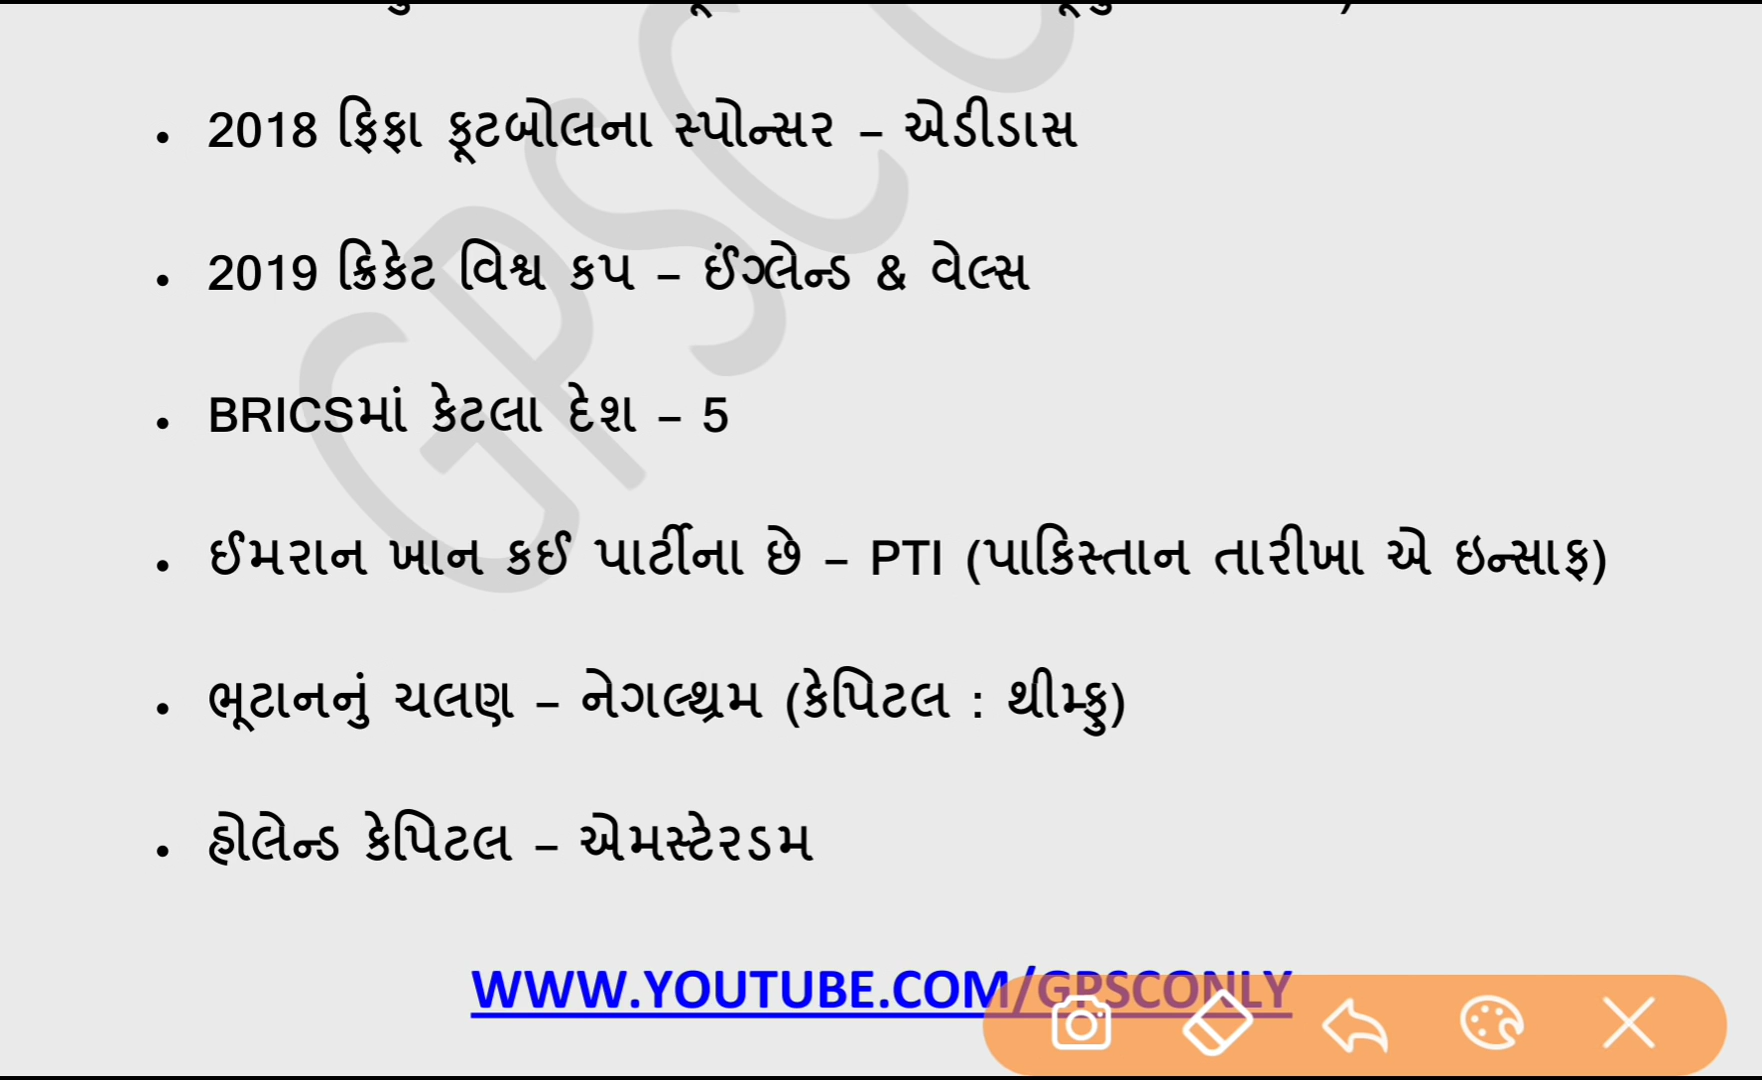 • 2018 ફિફા ફૂટબોલના સ્પોન્સર – એડીડાસ
• 2019 ક્રિકેટ વિશ્વ કપ – ઈંગ્લેન્ડ & વેલ્સ
• BRICSમાં કેટલા દેશ – 5
• ઈમરાન ખાન કઈ પાર્ટીના છે – PTI (પાકિસ્તાન તારીખા એ ઇન્સાફ)
• ભૂટાનનું ચલણ – નેગલ્થ્રમ (કેપિટલ : થીમ્ફુ)
• હોલેન્ડ કેપિટલ – એમસ્ટેરડમ
WWW.YOUTUBE.COM/GPSCONLY
GPSC